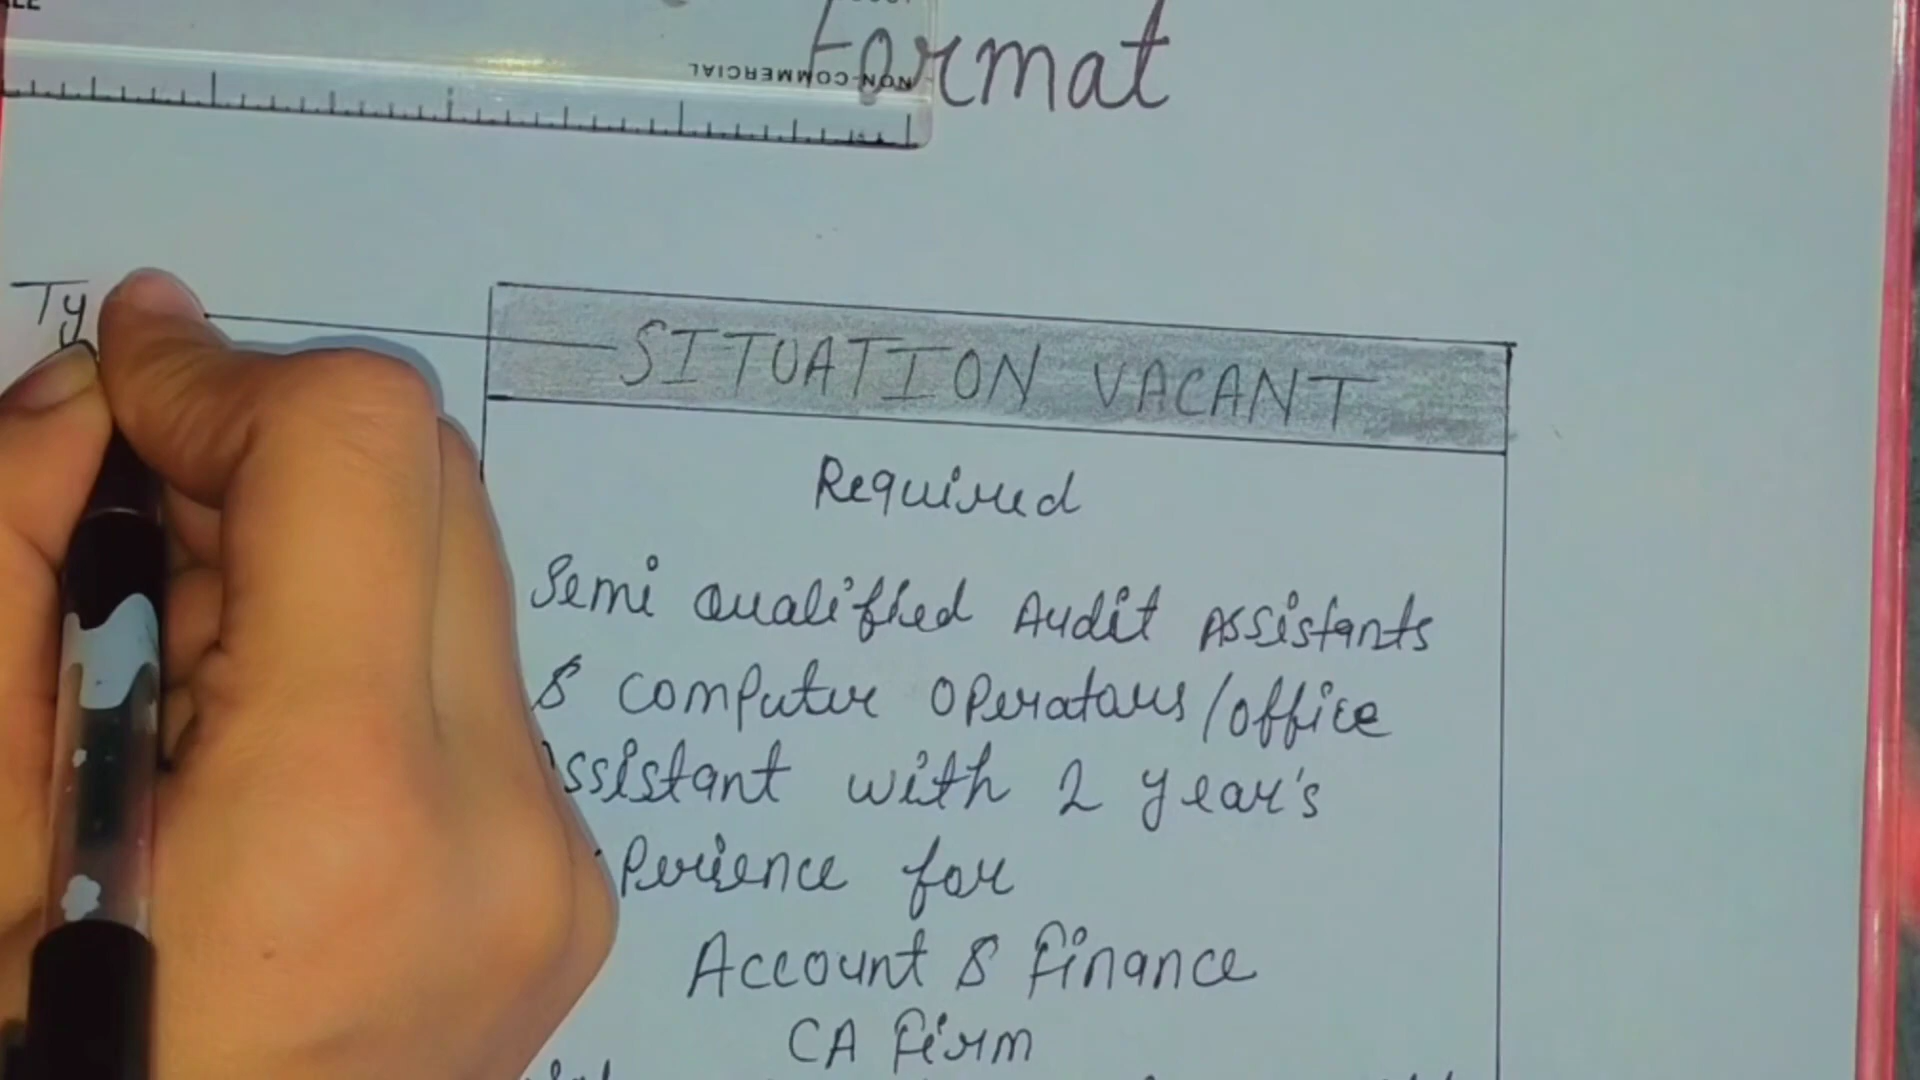 Format
NON-COMMERCIAL
Ty
SITUATION VACANT
Required
Semi Qualified Audit Assistants
& Computer Operators/Office
Assistant with 2 year's
Perience for
Account & Finance
CA Firm